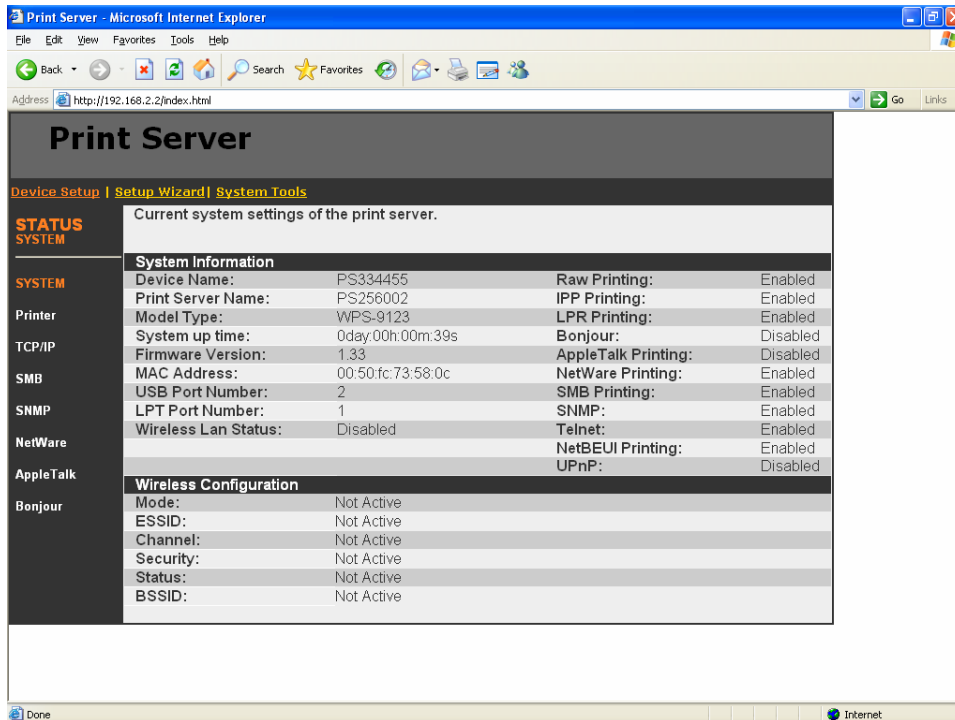 Print Server - Microsoft Internet Explorer
File Edit View Favorites Tools Help
Back Search Favorites
Address http://192.168.2.2/index.html Go Links
Print Server
Device Setup | Setup Wizard | System Tools
STATUS
SYSTEM
SYSTEM
Printer
TCP/IP
SMB
SNMP
NetWare
AppleTalk
Bonjour
Current system settings of the print server.
System Information
Device Name: PS334455 Raw Printing: Enabled
Print Server Name: PS256002 IPP Printing: Enabled
Model Type: WPS-9123 LPR Printing: Enabled
System up time: 0day:00h:00m:39s Bonjour: Disabled
Firmware Version: 1.33 AppleTalk Printing: Disabled
MAC Address: 00:50:fc:73:58:0c NetWare Printing: Enabled
USB Port Number: 2 SMB Printing: Enabled
LPT Port Number: 1 SNMP: Enabled
Wireless Lan Status: Disabled Telnet: Enabled
NetBEUI Printing: Enabled
UPnP: Disabled
Wireless Configuration
Mode: Not Active
ESSID: Not Active
Channel: Not Active
Security: Not Active
Status: Not Active
BSSID: Not Active
Done Internet